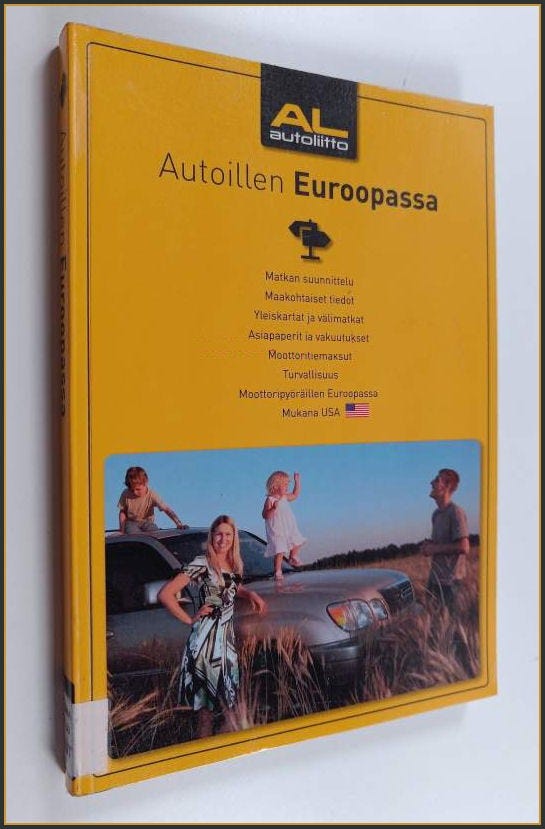 AL
autoliitto
Autoillen Euroopassa
Matkan suunnittelu
Maakohtaiset tiedot
Yleiskartat ja välimatkat
Asiapaperit ja vakuutukset
Moottoritiemaksut
Turvallisuus
Moottoripyöräillen Euroopassa
Mukana USA
Autoillen Euroopassa